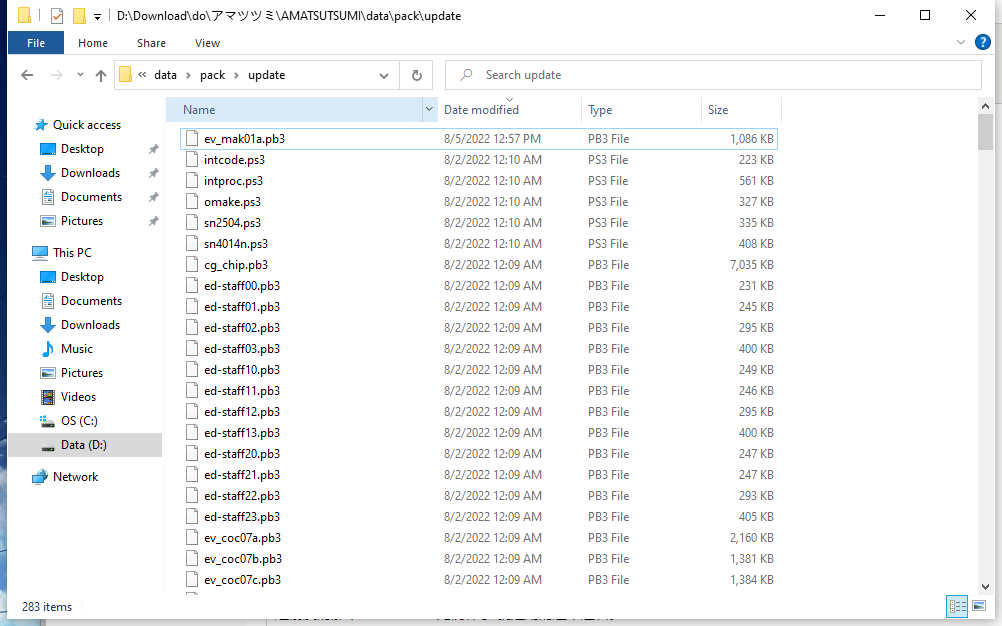 D:\Download\do\アマツツミ\AMATSUTSUMI\data\pack\update
File Home Share View
« data › pack › update
Search update
Name Date modified Type Size
Quick access
Desktop
Downloads
Documents
Pictures
This PC
Desktop
Documents
Downloads
Music
Pictures
Videos
OS (C:)
Data (D:)
Network
ev_mak01a.pb3 8/5/2022 12:57 PM PB3 File 1,086 KB
intcode.ps3 8/2/2022 12:10 AM PS3 File 223 KB
intproc.ps3 8/2/2022 12:10 AM PS3 File 561 KB
omake.ps3 8/2/2022 12:10 AM PS3 File 327 KB
sn2504.ps3 8/2/2022 12:10 AM PS3 File 335 KB
sn4014n.ps3 8/2/2022 12:10 AM PS3 File 408 KB
cg_chip.pb3 8/2/2022 12:09 AM PB3 File 7,035 KB
ed-staff00.pb3 8/2/2022 12:09 AM PB3 File 231 KB
ed-staff01.pb3 8/2/2022 12:09 AM PB3 File 245 KB
ed-staff02.pb3 8/2/2022 12:09 AM PB3 File 295 KB
ed-staff03.pb3 8/2/2022 12:09 AM PB3 File 400 KB
ed-staff10.pb3 8/2/2022 12:09 AM PB3 File 249 KB
ed-staff11.pb3 8/2/2022 12:09 AM PB3 File 246 KB
ed-staff12.pb3 8/2/2022 12:09 AM PB3 File 295 KB
ed-staff13.pb3 8/2/2022 12:09 AM PB3 File 400 KB
ed-staff20.pb3 8/2/2022 12:09 AM PB3 File 247 KB
ed-staff21.pb3 8/2/2022 12:09 AM PB3 File 247 KB
ed-staff22.pb3 8/2/2022 12:09 AM PB3 File 293 KB
ed-staff23.pb3 8/2/2022 12:09 AM PB3 File 405 KB
ev_coc07a.pb3 8/2/2022 12:09 AM PB3 File 2,160 KB
ev_coc07b.pb3 8/2/2022 12:09 AM PB3 File 1,381 KB
ev_coc07c.pb3 8/2/2022 12:09 AM PB3 File 1,384 KB
283 items